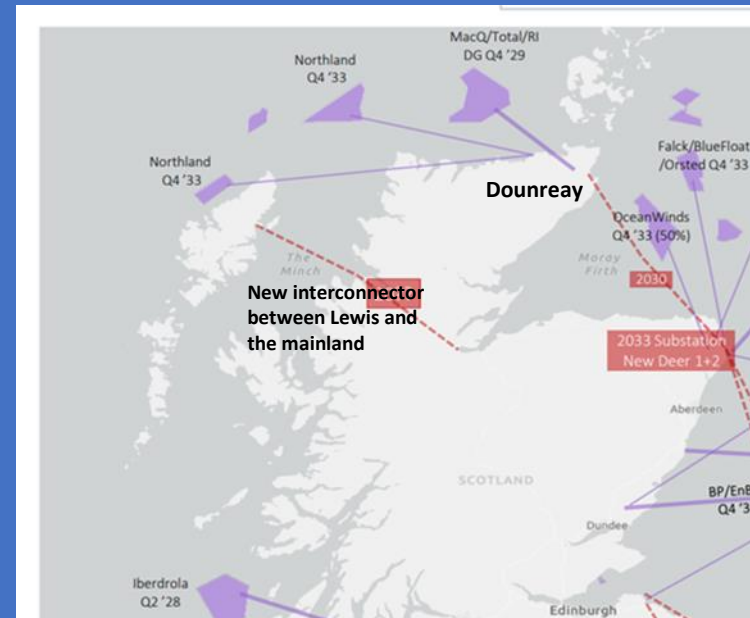 MacQ/Total/RI
DG Q4 '29
Northland
Q4 '33
Northland
Q4 '33
Falck/BlueFloat
/Orsted Q4 '33
Dounreay
OceanWinds
Q4 '33 (50%)
The
Minch
Moray
Firth
2030
New interconnector
between Lewis and
the mainland
2033 Substation
New Deer 1+2
Aberdeen
SCOTLAND
BP/EnB
Q4 '3
Dundee
Iberdrola
Q2 '28
Edinburgh